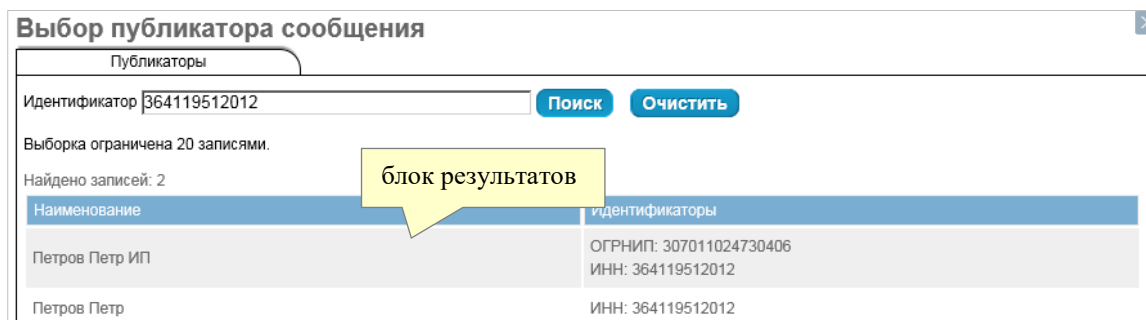 Выбор публикатора сообщения
Публикаторы
Идентификатор 364119512012 Поиск Очистить
Выборка ограничена 20 записями.
блок результатов
Найдено записей: 2
Наименование Идентификаторы
Петров Петр ИП
ОГРНИП: 307011024730406
ИНН: 364119512012
Петров Петр ИНН: 364119512012